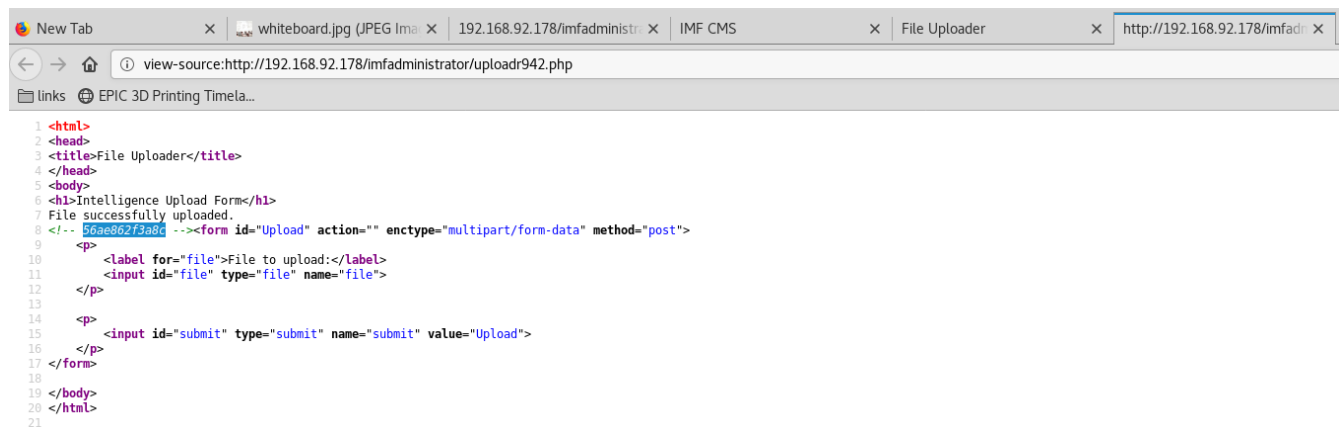 New Tab × whiteboard.jpg (JPEG Ima × 192.168.92.178/imfadministra × IMF CMS × File Uploader × http://192.168.92.178/imfadm ×
view-source:http://192.168.92.178/imfadministrator/uploadr942.php
links EPIC 3D Printing Timela...
1 <html>
2 <head>
3 <title>File Uploader</title>
4 </head>
5 <body>
6 <h1>Intelligence Upload Form</h1>
7 File successfully uploaded.
8 <!-- 56ae862f3a8c --><form id="Upload" action="" enctype="multipart/form-data" method="post">
9 <p>
10 <label for="file">File to upload:</label>
11 <input id="file" type="file" name="file">
12 </p>
13
14 <p>
15 <input id="submit" type="submit" name="submit" value="Upload">
16 </p>
17 </form>
18
19 </body>
20 </html>
21